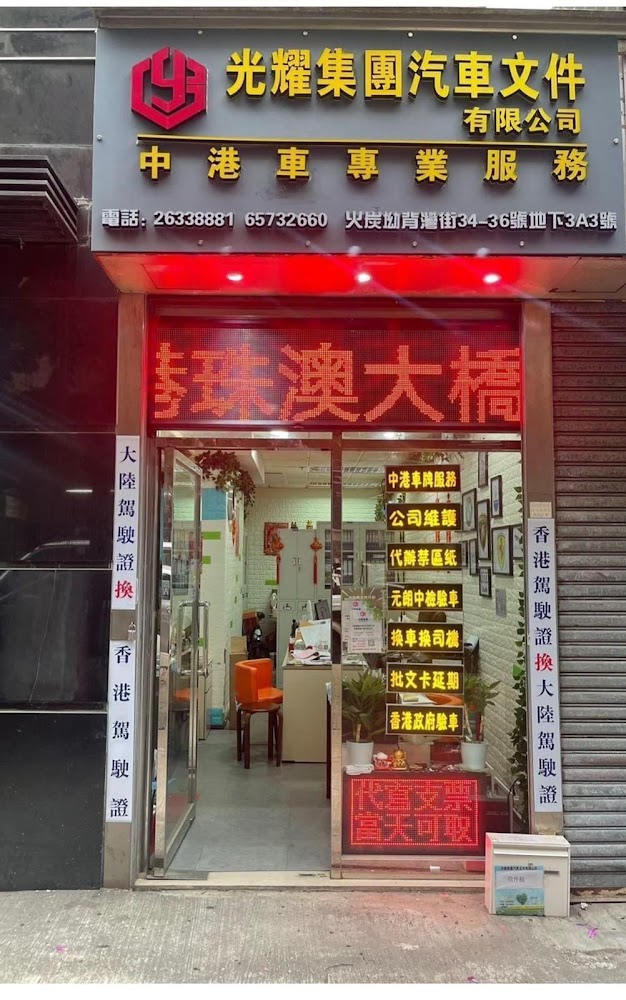 光耀集團汽車文件
有限公司
中港車專業服務
電話: 26338881 65732660 火炭坳背灣街34-36號地下3A3號
港珠澳大橋
大陸駕駛證換
香港駕駛證
中港車牌服務
公司維護
代辦禁區紙
元朗中檢驗車
換車換司機
批文卡延期
香港政府驗車
代查支票
當天可取
香港駕駛證換大陸駕駛證
收件箱